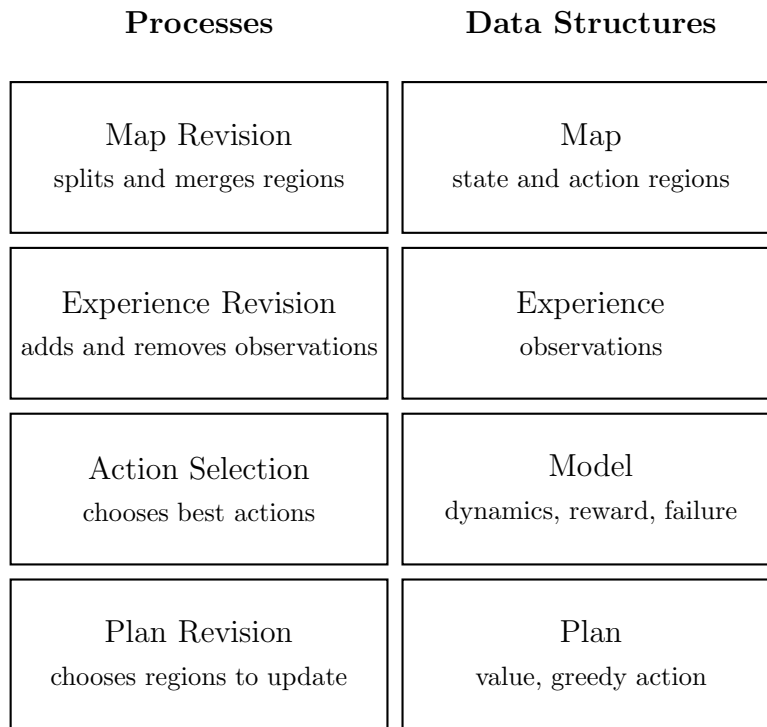 Processes
Data Structures
Map Revision
splits and merges regions
Map
state and action regions
Experience Revision
adds and removes observations
Experience
observations
Action Selection
chooses best actions
Model
dynamics, reward, failure
Plan Revision
chooses regions to update
Plan
value, greedy action